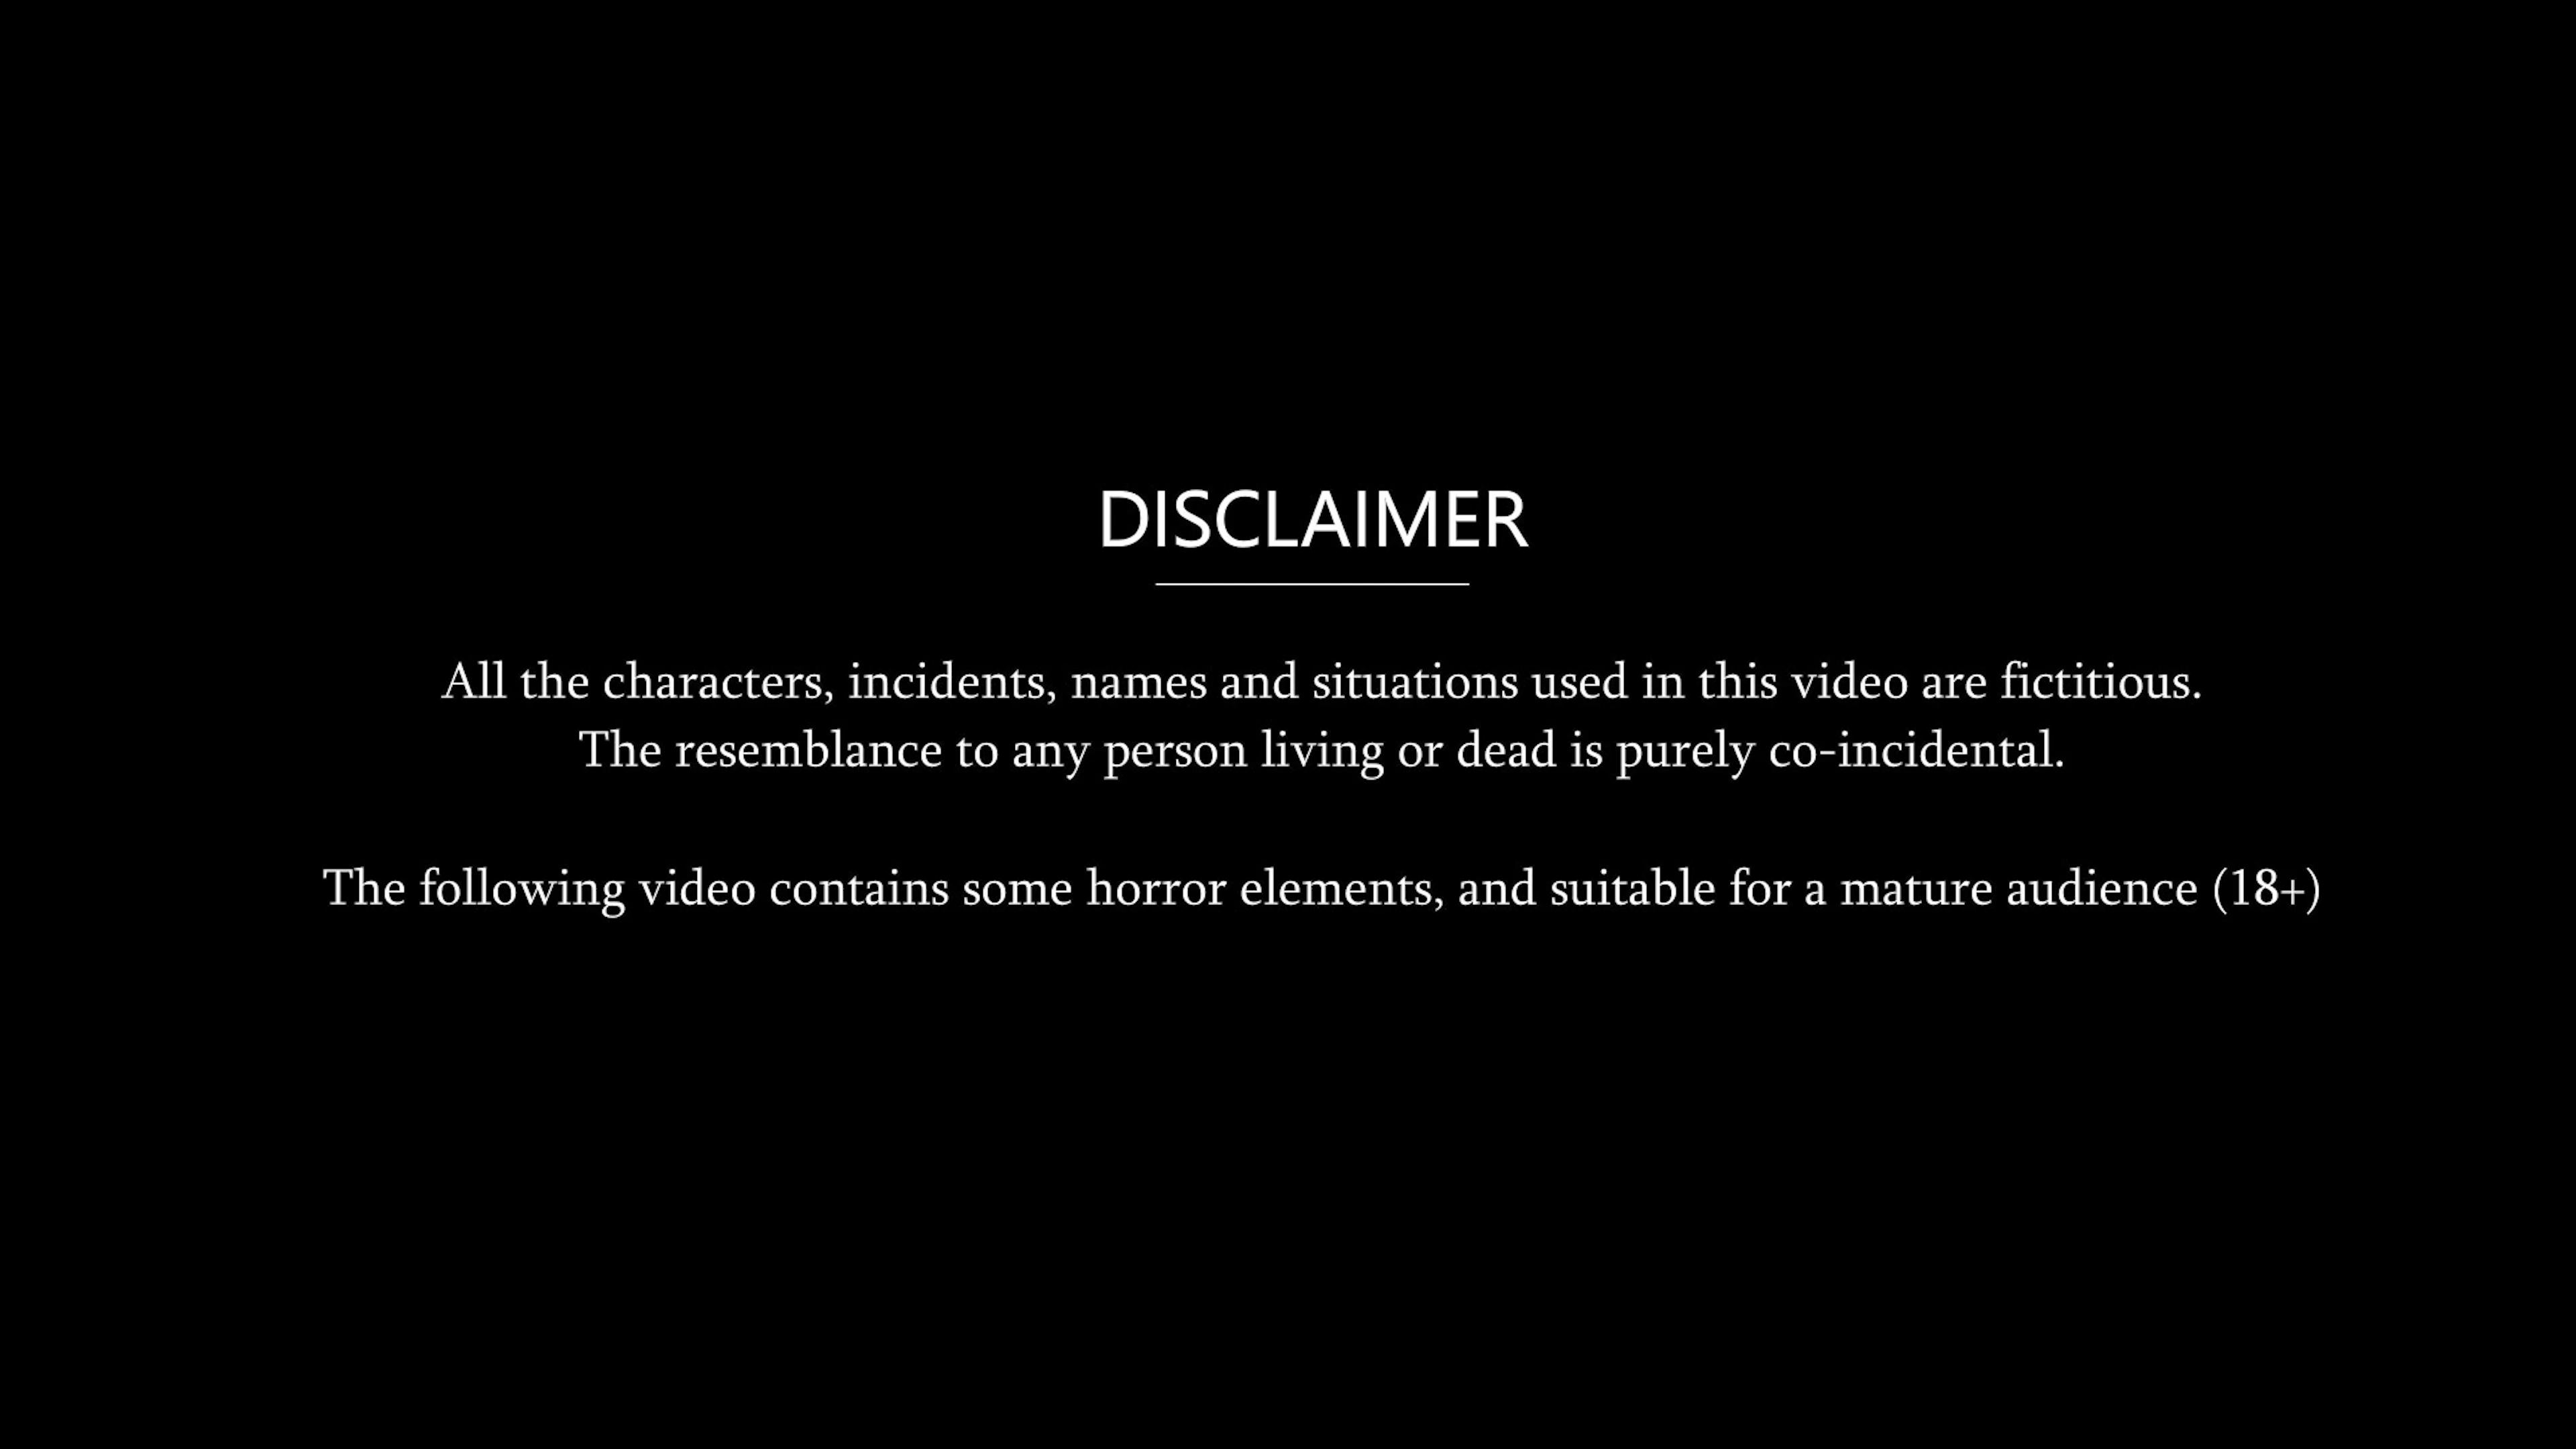 DISCLAIMER
All the characters, incidents, names and situations used in this video are fictitious.
The resemblance to any person living or dead is purely co-incidental.
The following video contains some horror elements, and suitable for a mature audience (18+)